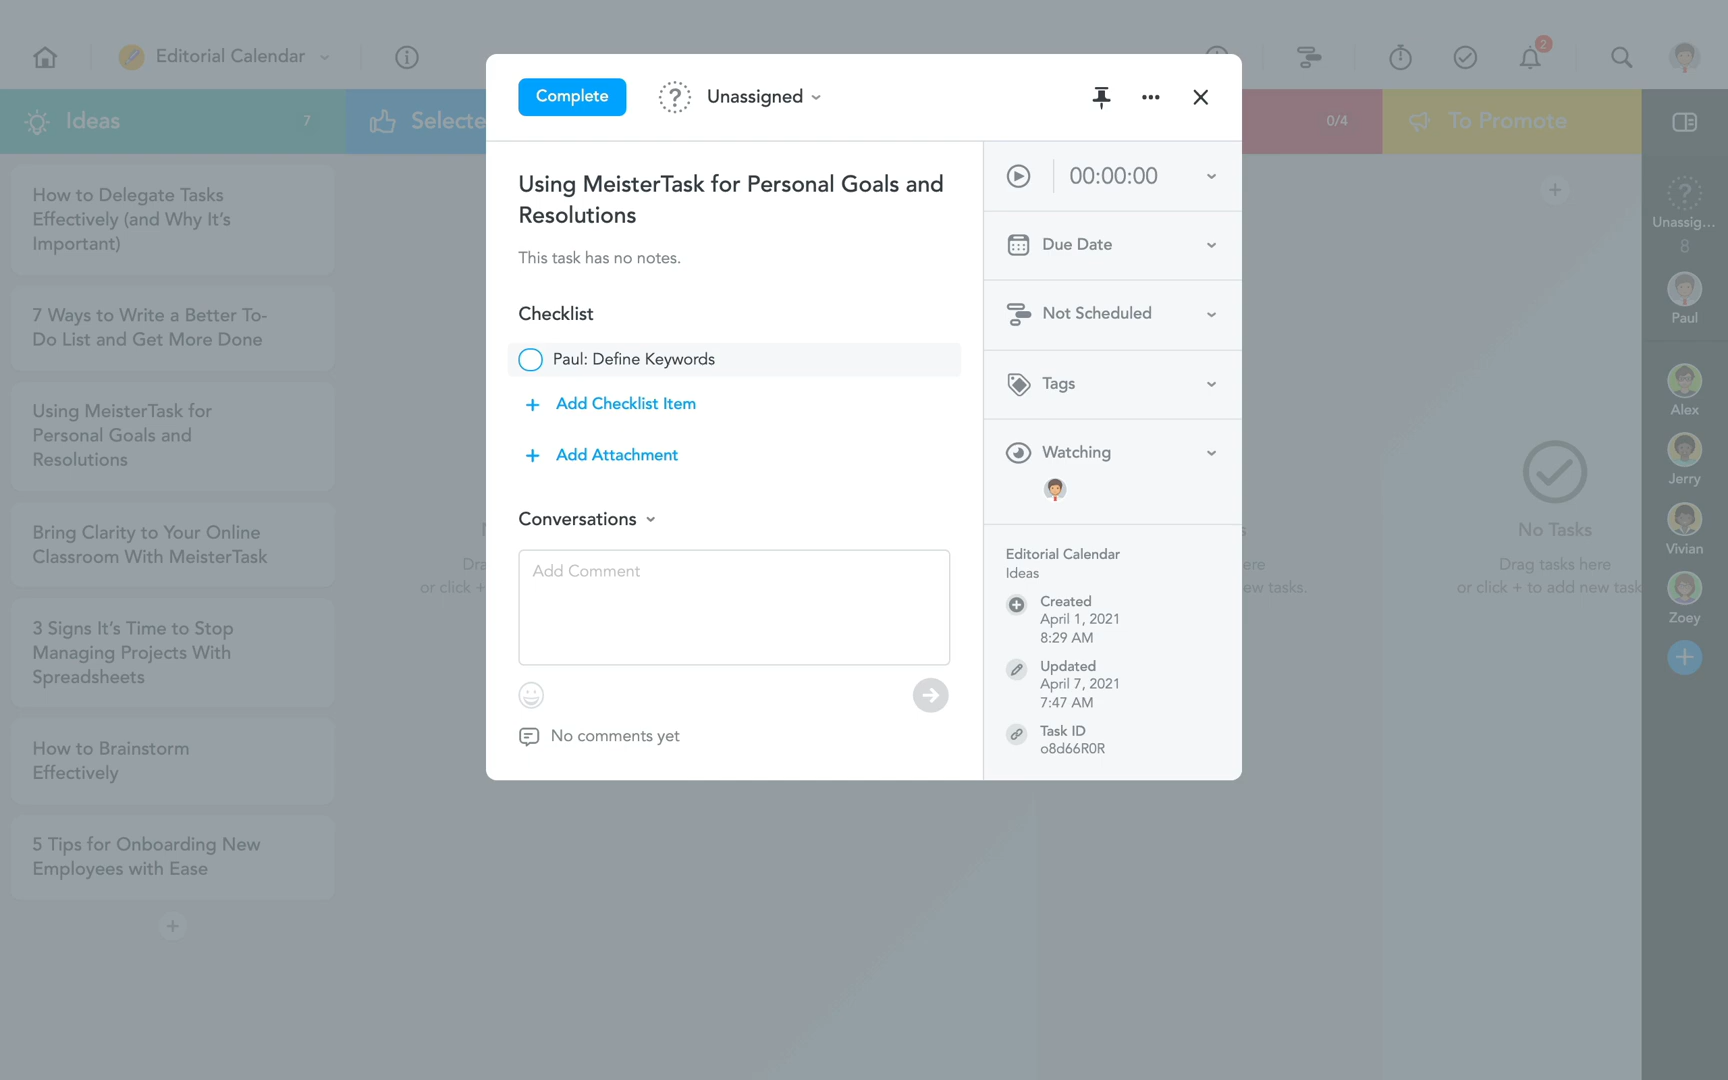 Editorial Calendar
2
Ideas
7
Selecte
0/4
To Promote
How to Delegate Tasks
Effectively (and Why It's
Important)
7 Ways to Write a Better To-
Do List and Get More Done
Using MeisterTask for
Personal Goals and
Resolutions
Bring Clarity to Your Online
Classroom With MeisterTask
3 Signs It's Time to Stop
Managing Projects With
Spreadsheets
How to Brainstorm
Effectively
5 Tips for Onboarding New
Employees with Ease
Dra
or click +
Complete
Unassigned
Using MeisterTask for Personal Goals and
Resolutions
This task has no notes.
Checklist
Paul: Define Keywords
Add Checklist Item
Add Attachment
Conversations
Add Comment
No comments yet
00:00:00
Due Date
Not Scheduled
Tags
Watching
Editorial Calendar
Ideas
Created
April 1, 2021
8:29 AM
Updated
April 7, 2021
7:47 AM
Task ID
o8d66R0R
ere
ew tasks.
No Tasks
Drag tasks here
or click + to add new task
Unassig...
8
Paul
Alex
Jerry
Vivian
Zoey